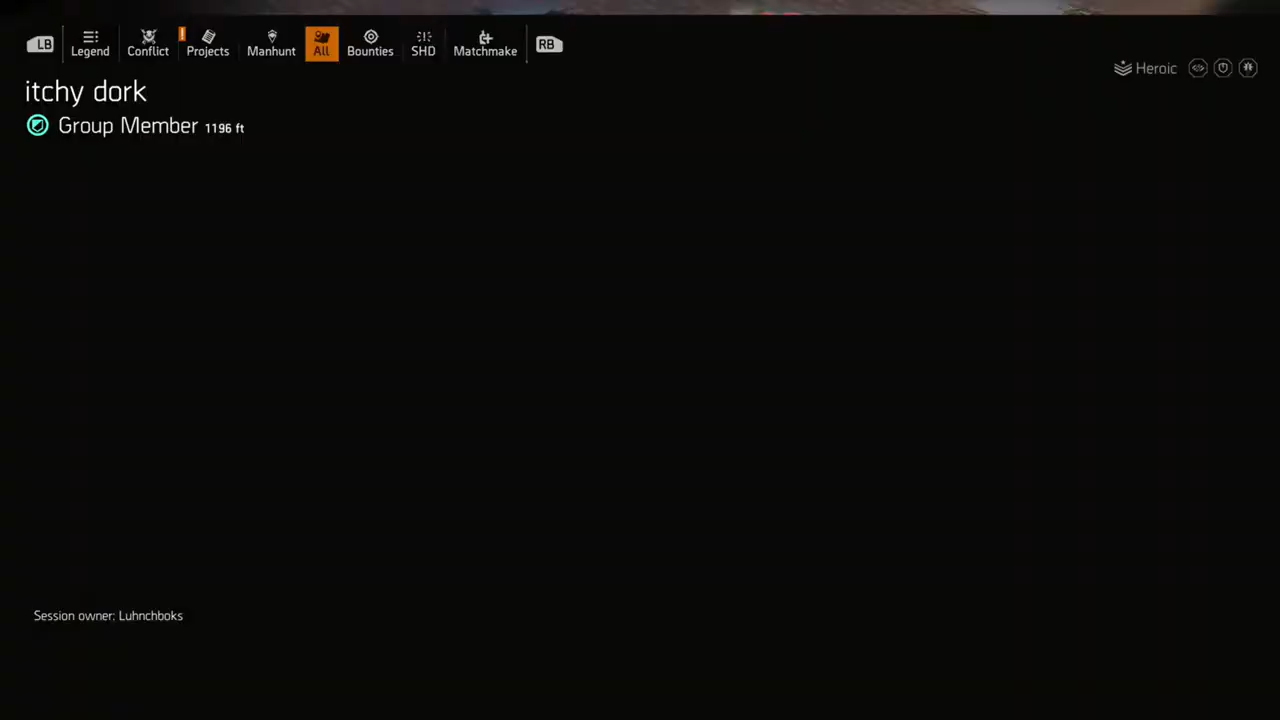 LB Legend Conflict Projects Manhunt All Bounties SHD Matchmake RB
Heroic
itchy dork
Group Member 1196 ft
Session owner: Luhnchboks